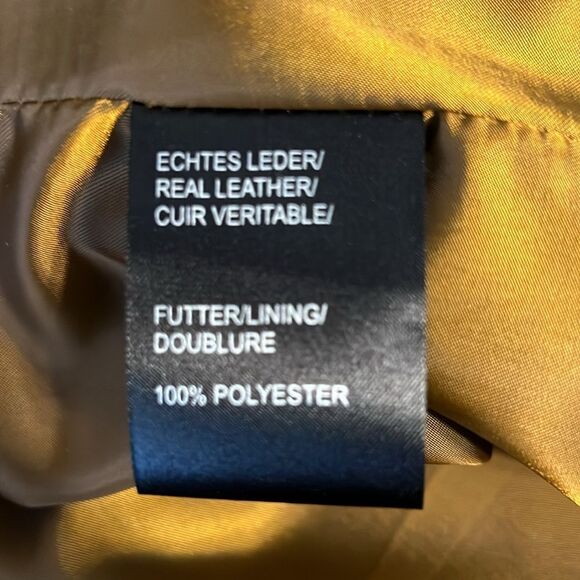 ECHTES LEDER/
REAL LEATHER/
CUIR VERITABLE/
FUTTER/LINING/
DOUBLURE
100% POLYESTER